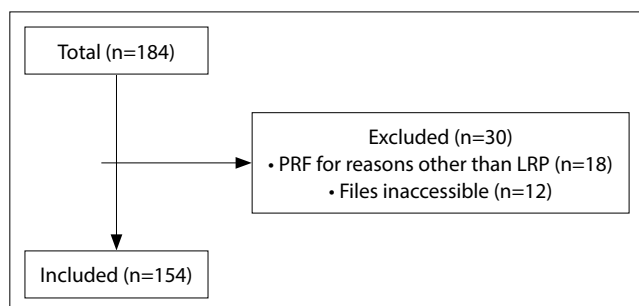 Total (n=184)
Excluded (n=30)
• PRF for reasons other than LRP (n=18)
• Files inaccessible (n=12)
Included (n=154)